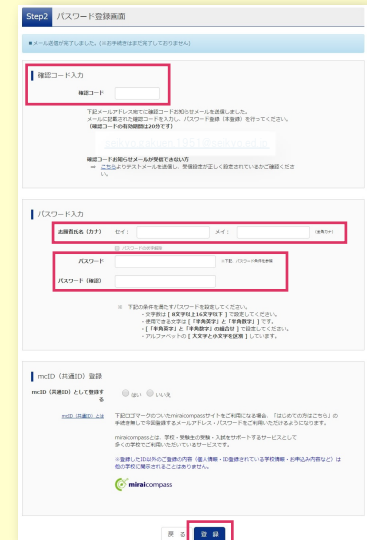 Step2 パスワード登録画面
■メール送信が完了しました。(※お手続きはまだ完了しておりません)
確認コード入力
確認コード
下記メールアドレス宛てに確認コードお知らせメールを送信しました。
メールに記載された確認コードを入力し、パスワード登録（本登録）を行ってください。
（確認コードの有効期間は20分です）
確認コードお知らせメールが受信できない方
⇒ こちらよりテストメールを送信し、受信設定が正しく設定されているかご確認ください。
パスワード入力
志願者氏名（カナ） セイ： メイ： (全角カナ)
パスワード ※下記 パスワード条件を参照
パスワード（確認）
※ 下記の条件を満たすパスワードを設定してください。
・文字数は [ 8文字以上16文字以下 ] で設定してください。
・使用できる文字は [「半角英字」と「半角数字」] です。
・[「半角英字」と「半角数字」の組合せ ] で設定してください。
・アルファベットの [ 大文字と小文字を区別 ] しています。
mcID（共通ID）登録
mcID（共通ID）として登録する はい いいえ
mcID（共通ID）とは 下記ロゴマークのついたmiraicompassサイトをご利用になる場合、「はじめての方はこちら」の
手続き無しで今回登録するメールアドレス・パスワードをご利用いただけるようになります。
miraicompassとは、学校・受験生の受験・入試をサポートするサービスとして
多くの学校でご利用いただいているサービスです。
※登録したID以外のご登録の内容（個人情報・ID登録されている学校情報・お申込み内容など）は
他の学校に開示されることはありません。
miraicompass
戻 る 登 録